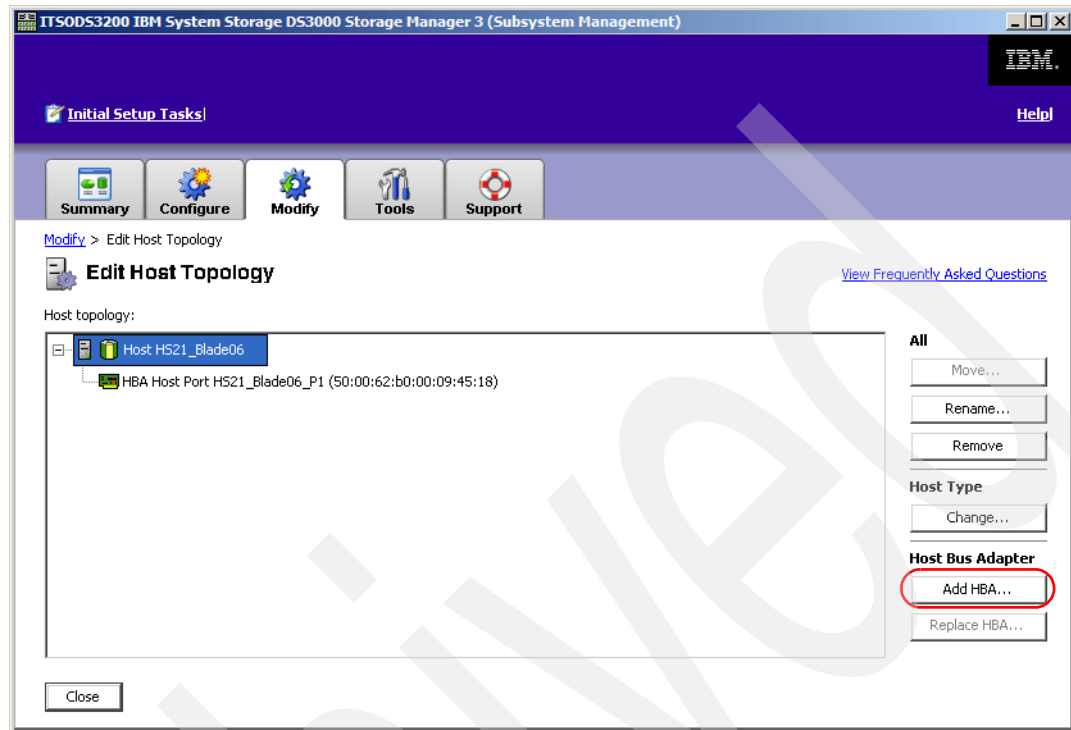 ITSODS3200 IBM System Storage DS3000 Storage Manager 3 (Subsystem Management)
IBM.
Initial Setup Tasks
Help
Summary
Configure
Modify
Tools
Support
Modify > Edit Host Topology
Edit Host Topology
View Frequently Asked Questions
Host topology:
Host HS21_Blade06
HBA Host Port HS21_Blade06_P1 (50:00:62:b0:00:09:45:18)
All
Move...
Rename...
Remove
Host Type
Change...
Host Bus Adapter
Add HBA...
Replace HBA...
Close